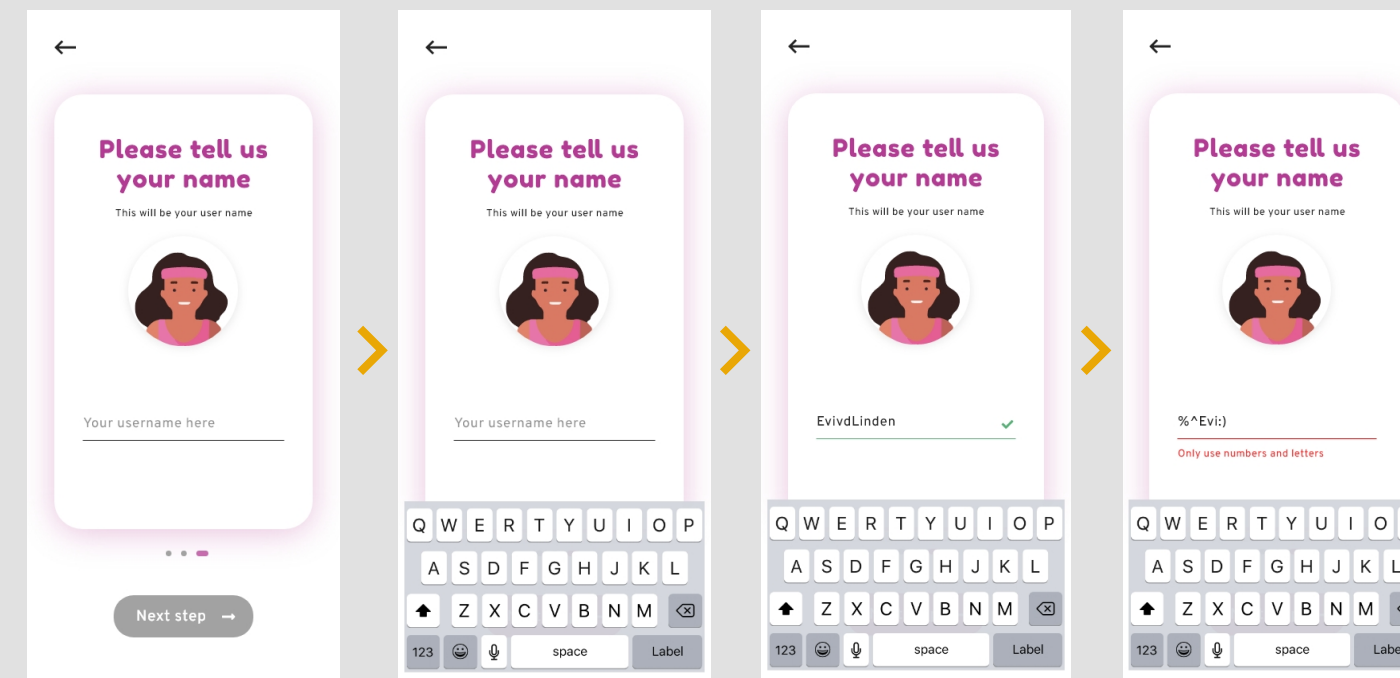 Please tell us
your name
This will be your user name
Your username here
Next step →
Please tell us
your name
This will be your user name
Your username here
Q W E R T Y U I O P
A S D F G H J K L
Z X C V B N M
123 space Label
Please tell us
your name
This will be your user name
EvivdLinden
Q W E R T Y U I O P
A S D F G H J K L
Z X C V B N M
123 space Label
Please tell us
your name
This will be your user name
%^Evi:)
Only use numbers and letters
Q W E R T Y U I O
A S D F G H J K L
Z X C V B N M
123 space Labe